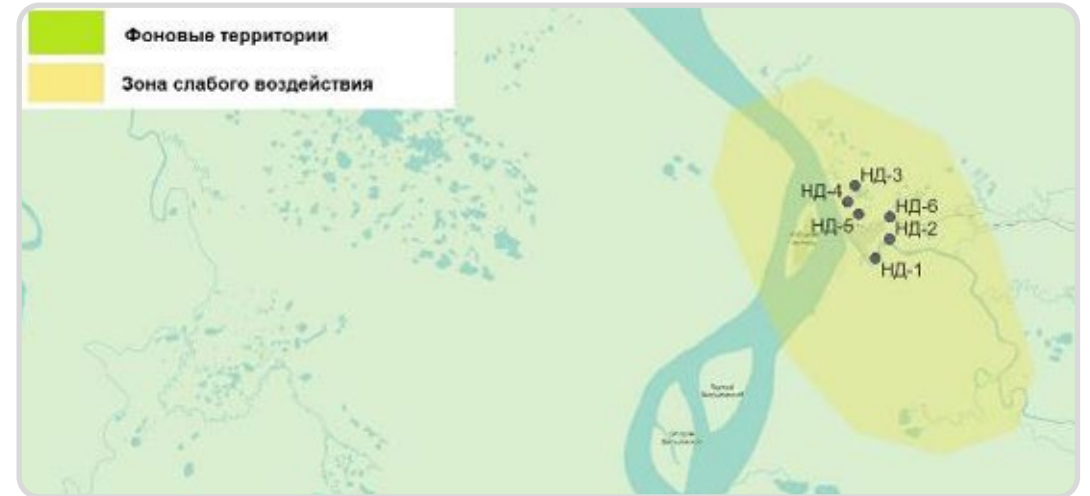 Фоновые территории
Зона слабого воздействия
НД-3
НД-4
НД-6
НД-5
НД-2
НД-1